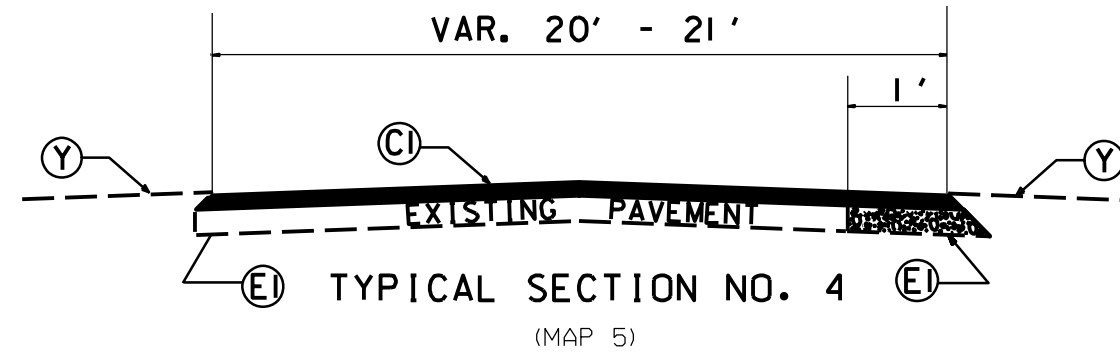 VAR. 20' - 21'
1'
Y
C1
Y
EXISTING PAVEMENT
E1
TYPICAL SECTION NO. 4
E1
(MAP 5)